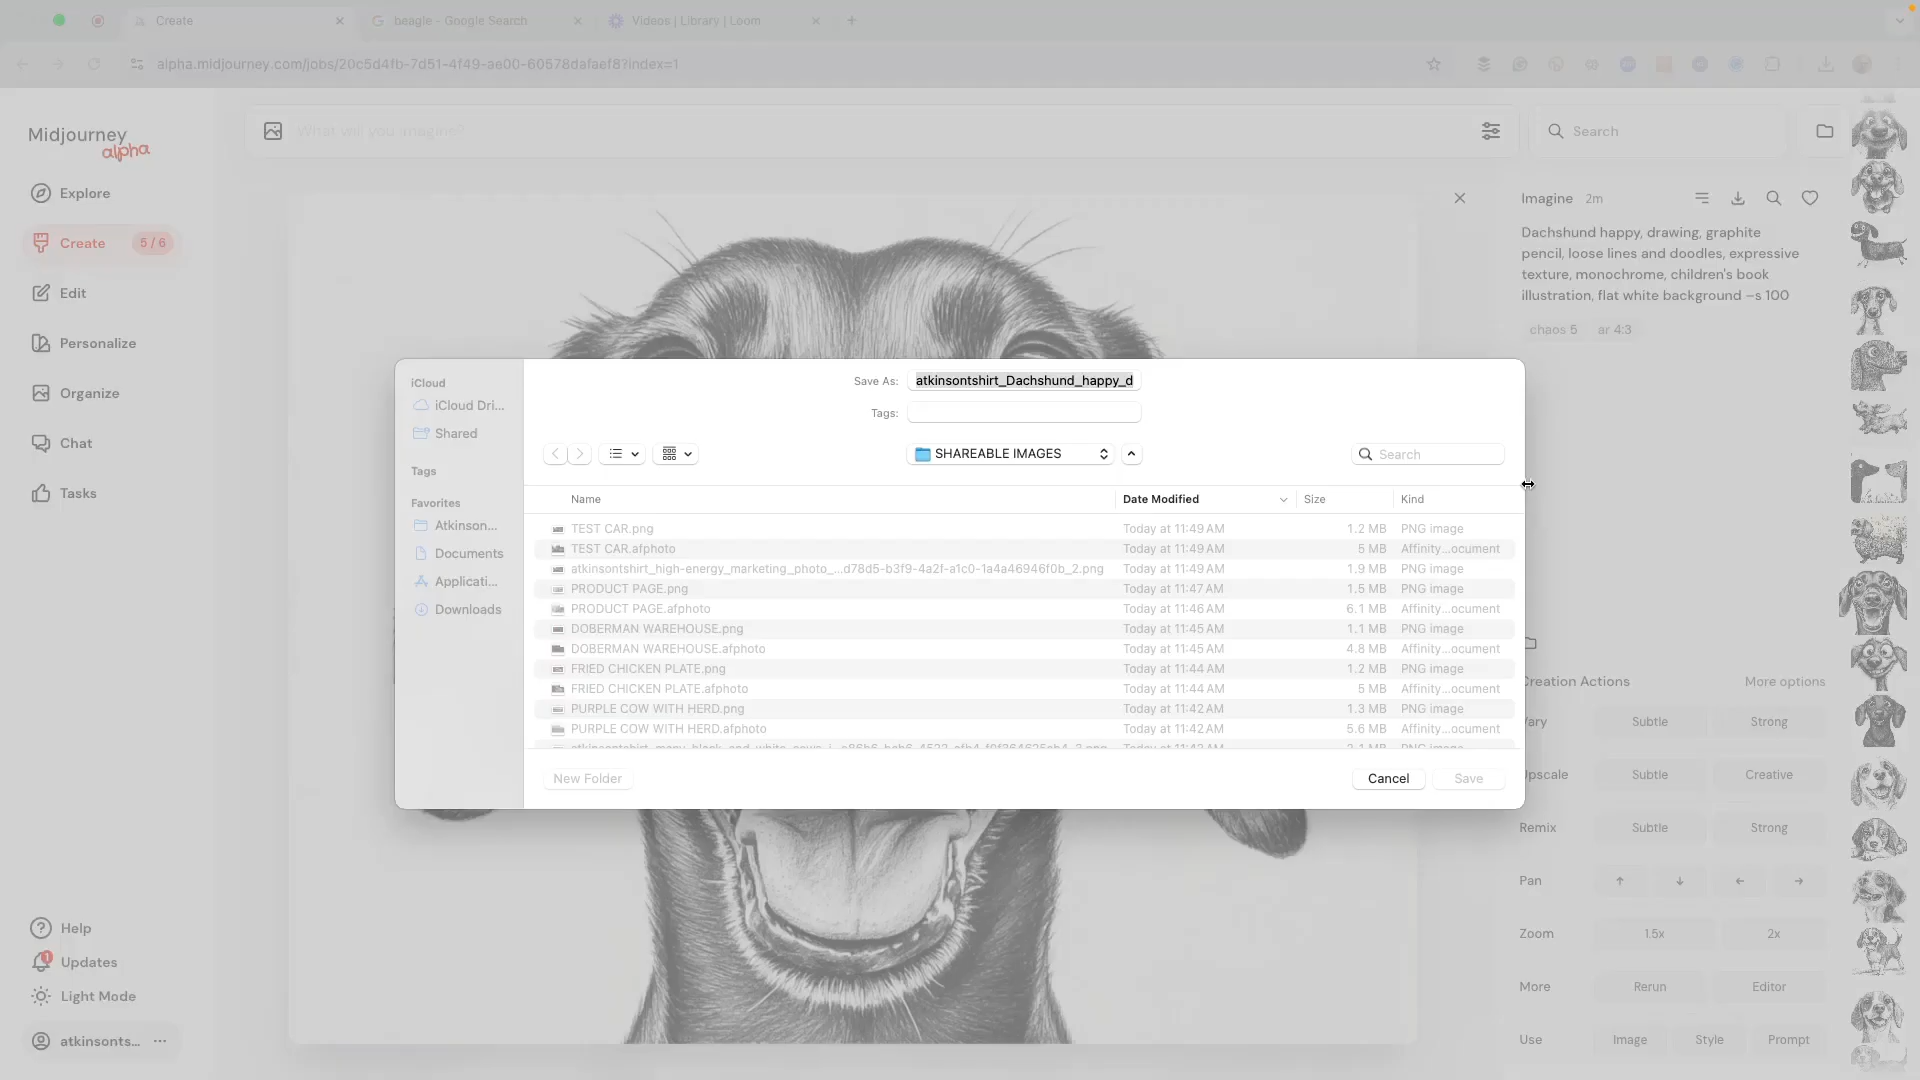 Create
beagle - Google Search
Videos | Library | Loom
alpha.midjourney.com/jobs/20c5d4fb-7d51-4f49-ae00-60578dafaef8?index=1
Midjourney
alpha
Explore
Create 5 / 6
Edit
Personalize
Organize
Chat
Tasks
Help
1
Updates
Light Mode
atkinsonts...
What will you imagine?
Search
Imagine 2m
Dachshund happy, drawing, graphite
pencil, loose lines and doodles, expressive
texture, monochrome, children's book
illustration, flat white background –s 100
chaos 5 ar 4:3
iCloud
iCloud Dri...
Shared
Tags
Favorites
Atkinson...
Documents
Applicati...
Downloads
Save As: atkinsontshirt_Dachshund_happy_d
Tags:
SHAREABLE IMAGES
Search
Name Date Modified Size Kind
TEST CAR.png Today at 11:49 AM 1.2 MB PNG image
TEST CAR.afphoto Today at 11:49 AM 5 MB Affinity...ocument
atkinsontshirt_high-energy_marketing_photo_...d78d5-b3f9-4a2f-a1c0-1a4a46946f0b_2.png Today at 11:49 AM 1.9 MB PNG image
PRODUCT PAGE.png Today at 11:47 AM 1.5 MB PNG image
PRODUCT PAGE.afphoto Today at 11:46 AM 6.1 MB Affinity...ocument
DOBERMAN WAREHOUSE.png Today at 11:45 AM 1.1 MB PNG image
DOBERMAN WAREHOUSE.afphoto Today at 11:45 AM 4.8 MB Affinity...ocument
FRIED CHICKEN PLATE.png Today at 11:44 AM 1.2 MB PNG image
FRIED CHICKEN PLATE.afphoto Today at 11:44 AM 5 MB Affinity...ocument
PURPLE COW WITH HERD.png Today at 11:42 AM 1.3 MB PNG image
PURPLE COW WITH HERD.afphoto Today at 11:42 AM 5.6 MB Affinity...ocument
New Folder Cancel Save
Creation Actions More options
Vary Subtle Strong
Upscale Subtle Creative
Remix Subtle Strong
Pan
Zoom 1.5x 2x
More Rerun Editor
Use Image Style Prompt